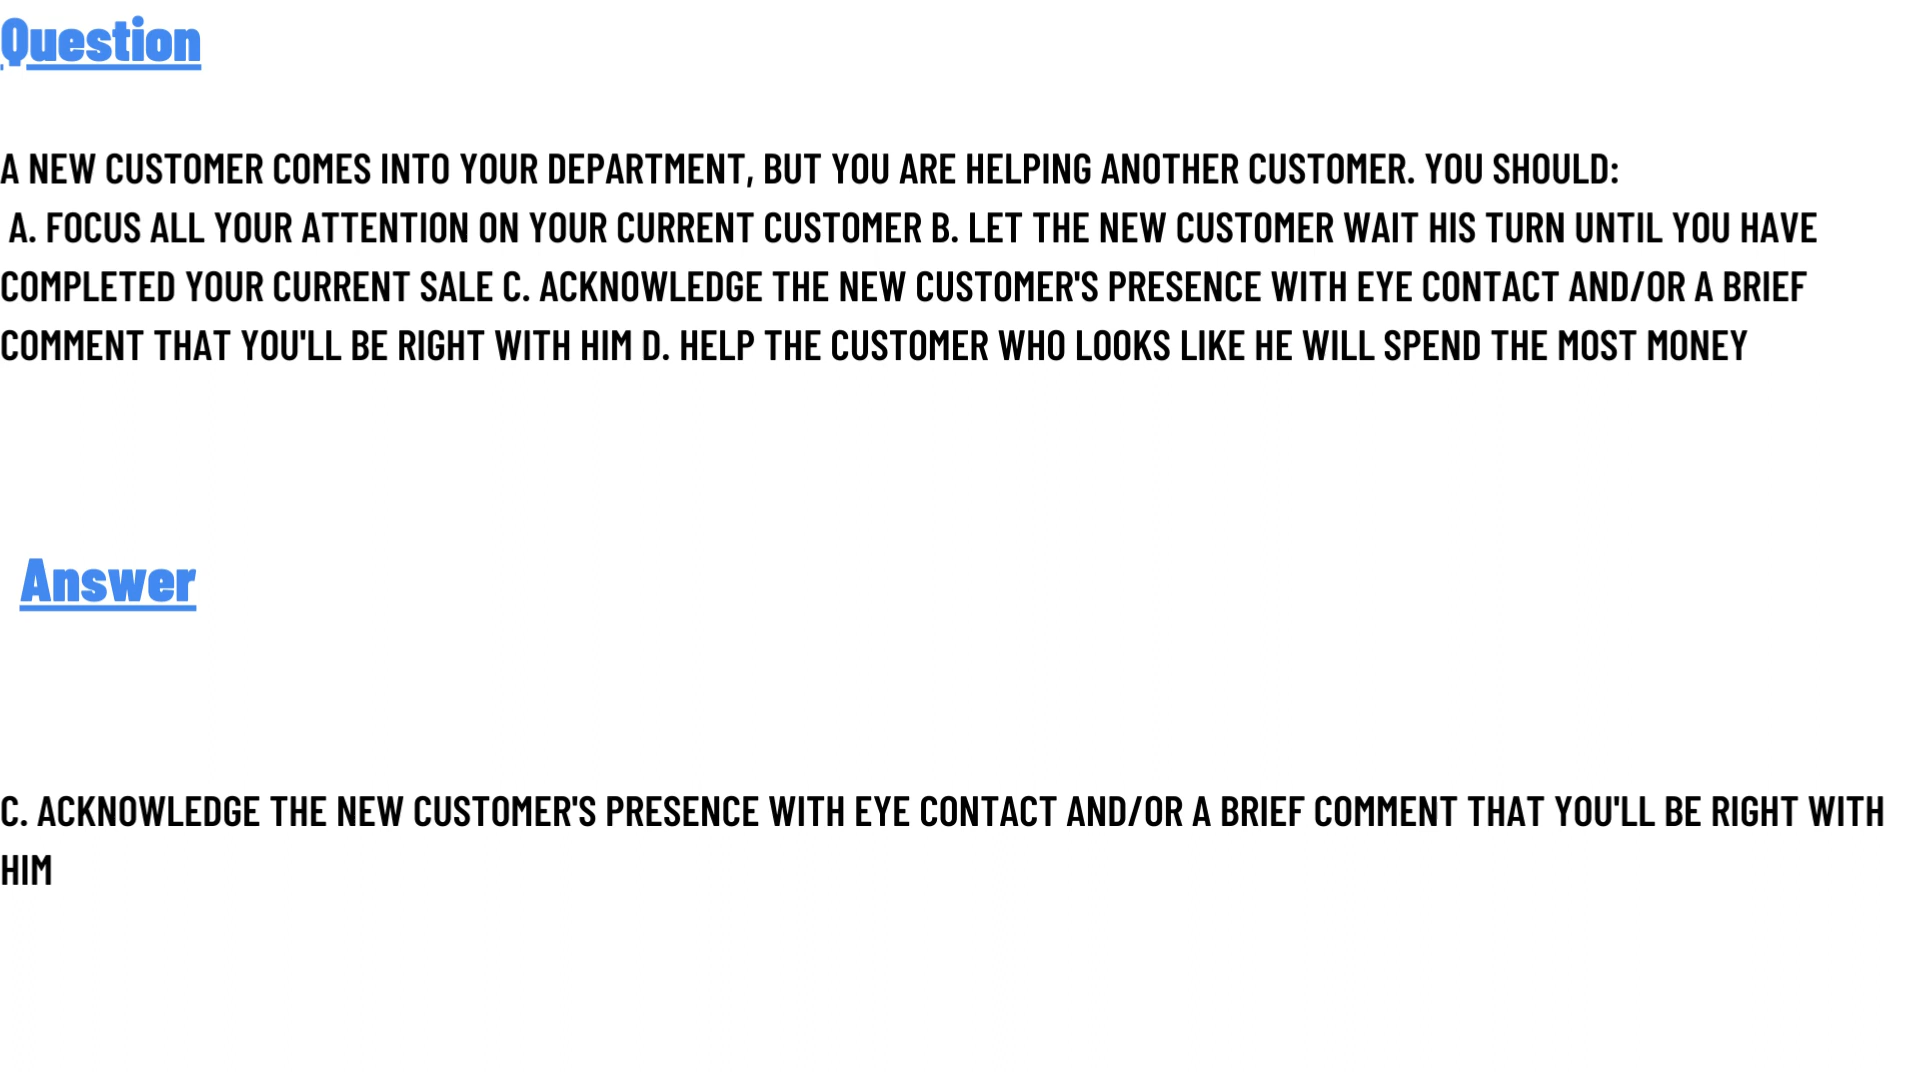 Question
A NEW CUSTOMER COMES INTO YOUR DEPARTMENT, BUT YOU ARE HELPING ANOTHER CUSTOMER. YOU SHOULD:
A. FOCUS ALL YOUR ATTENTION ON YOUR CURRENT CUSTOMER B. LET THE NEW CUSTOMER WAIT HIS TURN UNTIL YOU HAVE
COMPLETED YOUR CURRENT SALE C. ACKNOWLEDGE THE NEW CUSTOMER'S PRESENCE WITH EYE CONTACT AND/OR A BRIEF
COMMENT THAT YOU'LL BE RIGHT WITH HIM D. HELP THE CUSTOMER WHO LOOKS LIKE HE WILL SPEND THE MOST MONEY
Answer
C. ACKNOWLEDGE THE NEW CUSTOMER'S PRESENCE WITH EYE CONTACT AND/OR A BRIEF COMMENT THAT YOU'LL BE RIGHT WITH
HIM